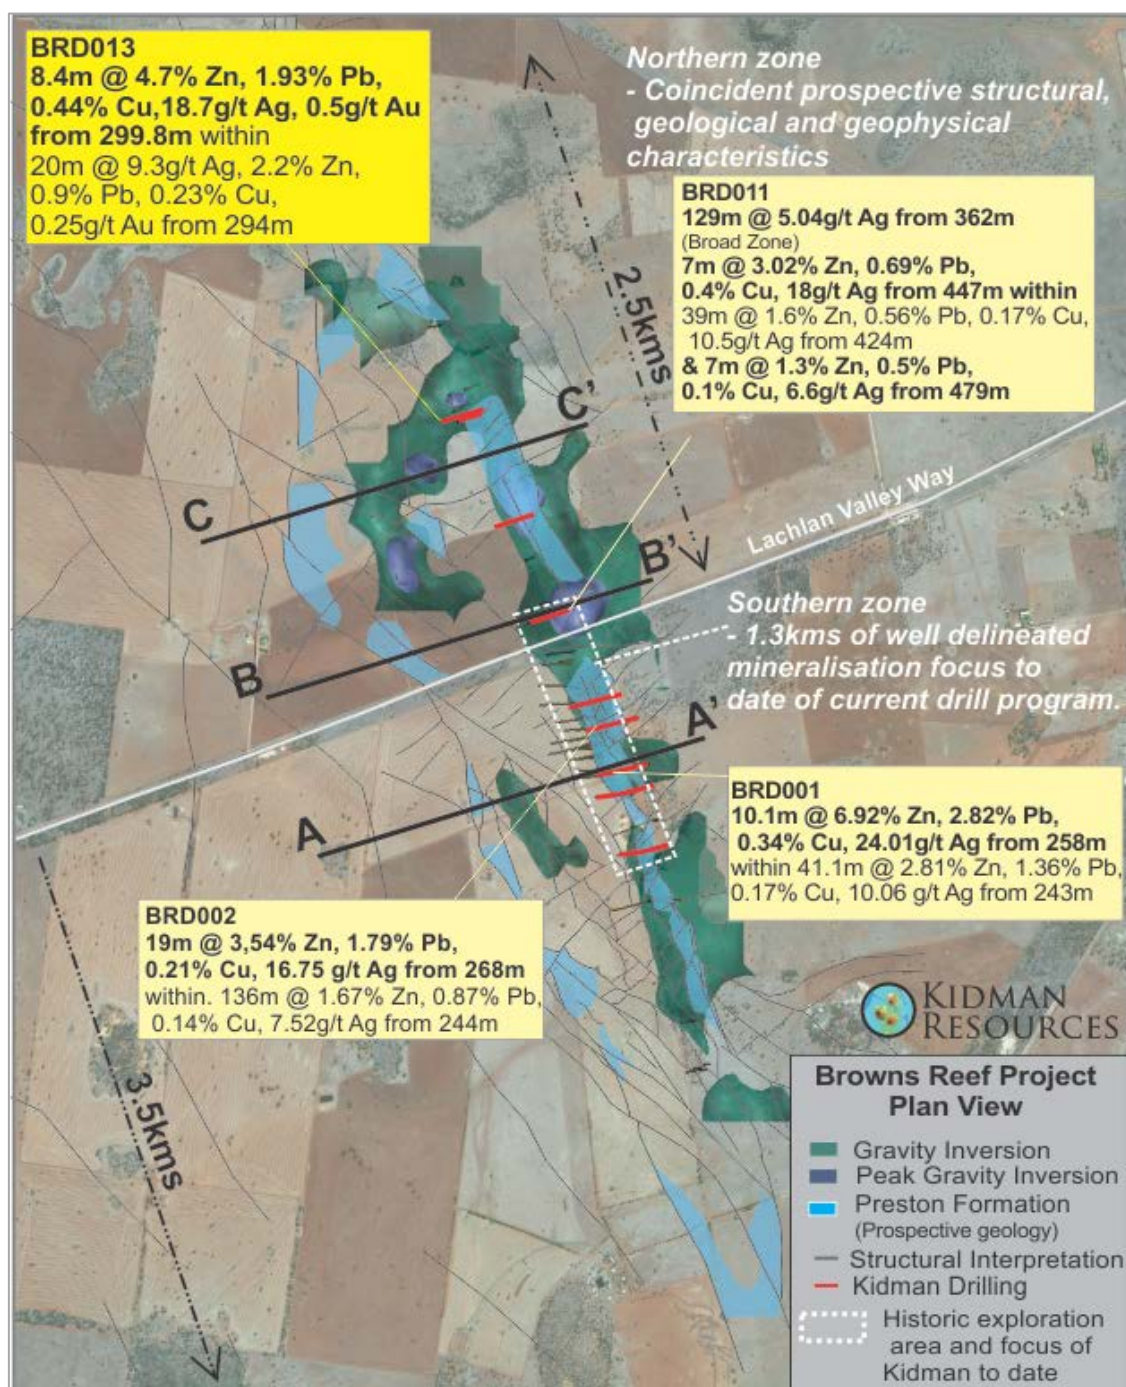 BRD013
8.4m @ 4.7% Zn, 1.93% Pb,
0.44% Cu,18.7g/t Ag, 0.5g/t Au
from 299.8m within
20m @ 9.3g/t Ag, 2.2% Zn,
0.9% Pb, 0.23% Cu,
0.25g/t Au from 294m
Northern zone
- Coincident prospective structural,
geological and geophysical
characteristics
BRD011
129m @ 5.04g/t Ag from 362m
(Broad Zone)
7m @ 3.02% Zn, 0.69% Pb,
0.4% Cu, 18g/t Ag from 447m within
39m @ 1.6% Zn, 0.56% Pb, 0.17% Cu,
10.5g/t Ag from 424m
& 7m @ 1.3% Zn, 0.5% Pb,
0.1% Cu, 6.6g/t Ag from 479m
2.5kms
C'
C
Lachlan Valley Way
B'
B
Southern zone
- 1.3kms of well delineated
mineralisation focus to
date of current drill program.
A'
A
BRD001
10.1m @ 6.92% Zn, 2.82% Pb,
0.34% Cu, 24.01g/t Ag from 258m
within 41.1m @ 2.81% Zn, 1.36% Pb,
0.17% Cu, 10.06 g/t Ag from 243m
BRD002
19m @ 3,54% Zn, 1.79% Pb,
0.21% Cu, 16.75 g/t Ag from 268m
within. 136m @ 1.67% Zn, 0.87% Pb,
0.14% Cu, 7.52g/t Ag from 244m
3.5kms
KIDMAN
RESOURCES
Browns Reef Project
Plan View
Gravity Inversion
Peak Gravity Inversion
Preston Formation
(Prospective geology)
Structural Interpretation
Kidman Drilling
Historic exploration
area and focus of
Kidman to date